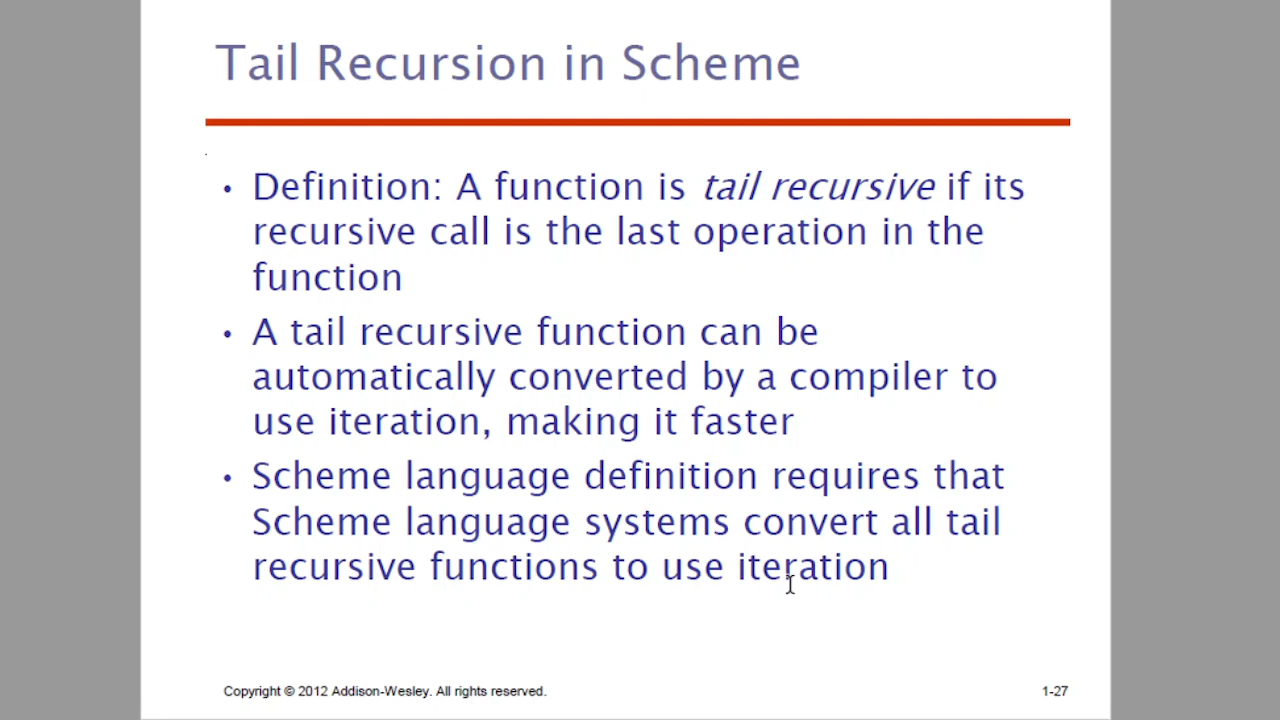 Tail Recursion in Scheme
• Definition: A function is tail recursive if its
recursive call is the last operation in the
function
• A tail recursive function can be
automatically converted by a compiler to
use iteration, making it faster
• Scheme language definition requires that
Scheme language systems convert all tail
recursive functions to use iteration
Copyright © 2012 Addison-Wesley. All rights reserved.
1-27